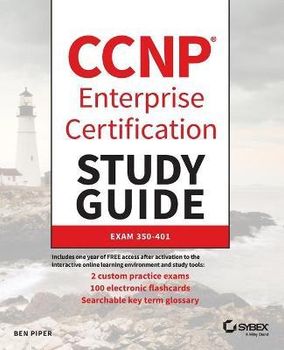 CCNP®
Enterprise
Certification
STUDY
GUIDE
EXAM 350-401
Includes one year of FREE access after activation to the
interactive online learning environment and study tools:
2 custom practice exams
100 electronic flashcards
Searchable key term glossary
BEN PIPER
SYBEX
A Wiley Brand